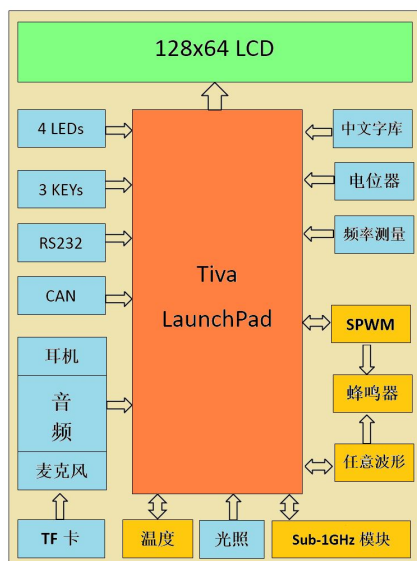 128x64 LCD
4 LEDs
3 KEYs
RS232
CAN
耳机
音
频
麦克风
TF 卡
Tiva
LaunchPad
中文字库
电位器
频率测量
SPWM
蜂鸣器
任意波形
温度
光照
Sub-1GHz 模块